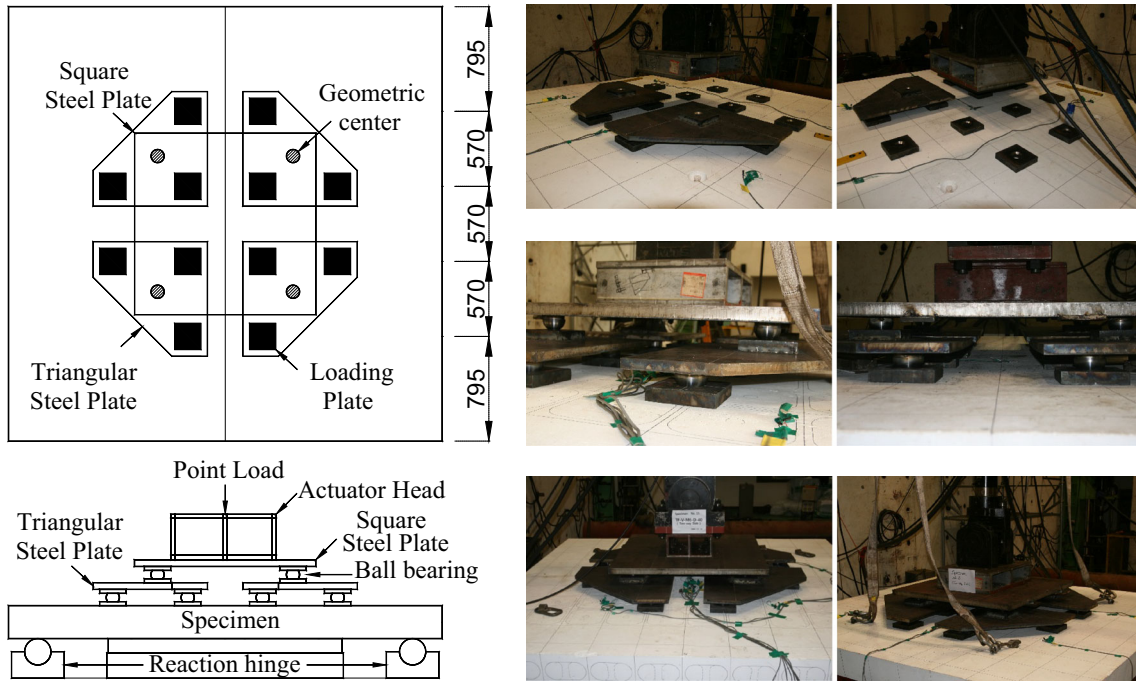 Square
Steel Plate
Geometric
center
795
570
570
570
795
Triangular
Steel Plate
Loading
Plate
Point Load
Actuator Head
Triangular
Steel Plate
Square
Steel Plate
Ball bearing
Specimen
Reaction hinge